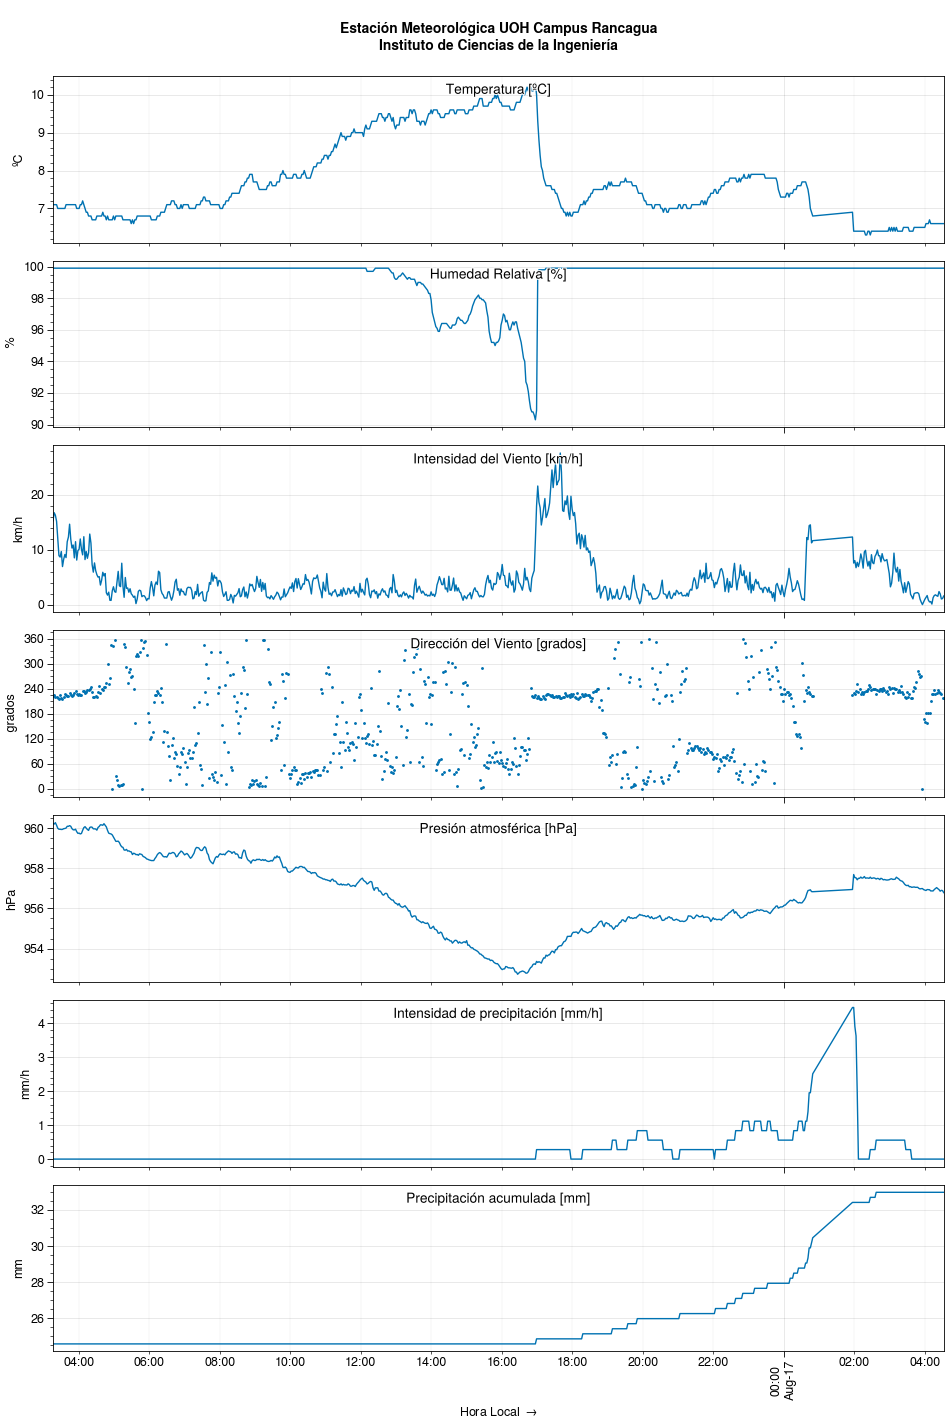 Estación Meteorológica UOH Campus Rancagua
Instituto de Ciencias de la Ingeniería
Temperatura [ºC]
ºC
10
9
8
7
Humedad Relativa [%]
%
100
98
96
94
92
90
Intensidad del Viento [km/h]
km/h
20
10
0
Dirección del Viento [grados]
grados
360
300
240
180
120
60
0
Presión atmosférica [hPa]
hPa
960
958
956
954
Intensidad de precipitación [mm/h]
mm/h
4
3
2
1
0
Precipitación acumulada [mm]
mm
32
30
28
26
04:00 06:00 08:00 10:00 12:00 14:00 16:00 18:00 20:00 22:00 00:00 02:00 04:00
Aug-17
Hora Local →